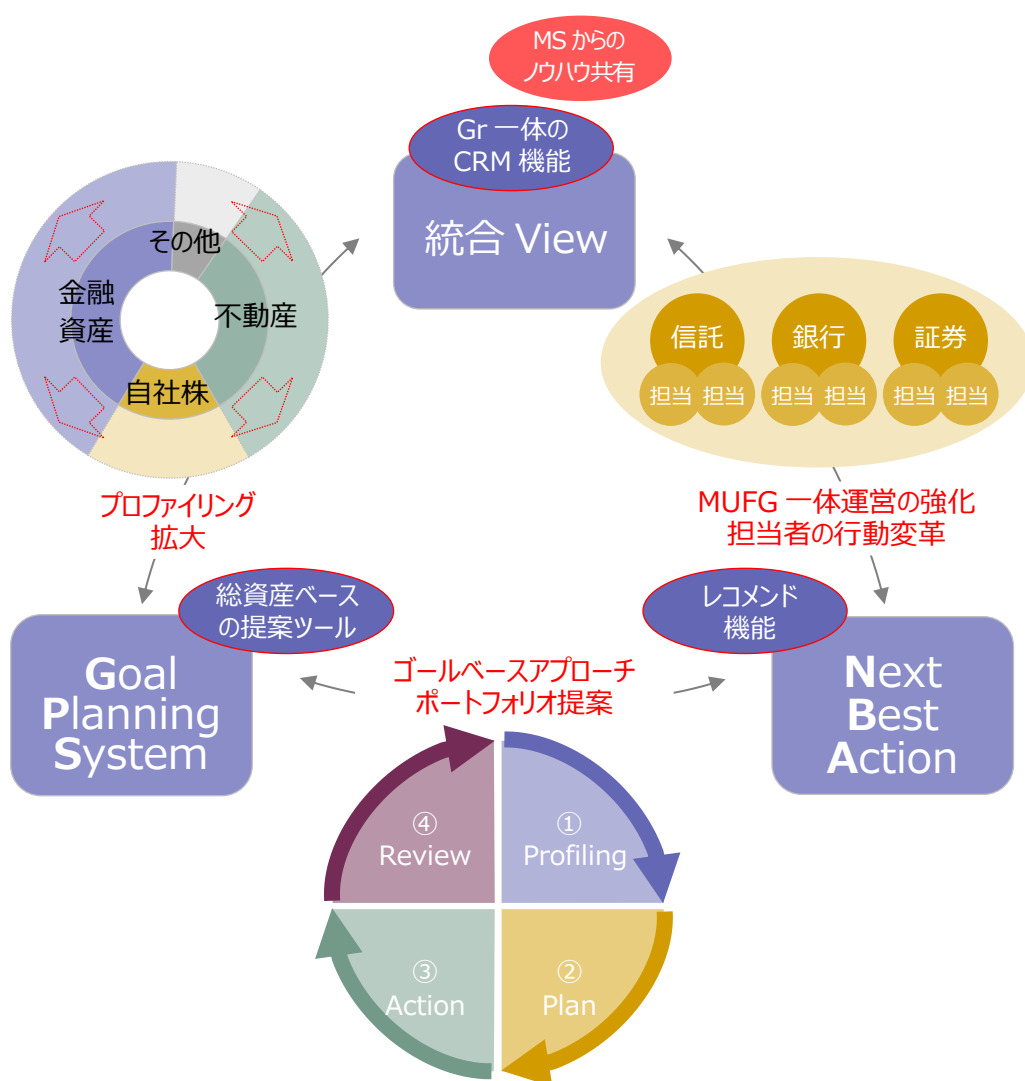 MS からの
ノウハウ共有
Gr 一体の
CRM 機能
統合 View
その他
金融
資産
不動産
自社株
信託
銀行
証券
担当
担当
担当
担当
担当
担当
プロファイリング
拡大
MUFG 一体運営の強化
担当者の行動変革
総資産ベース
の提案ツール
レコメンド
機能
Goal
Planning
System
ゴールベースアプローチ
ポートフォリオ提案
Next
Best
Action
④
Review
①
Profiling
③
Action
②
Plan